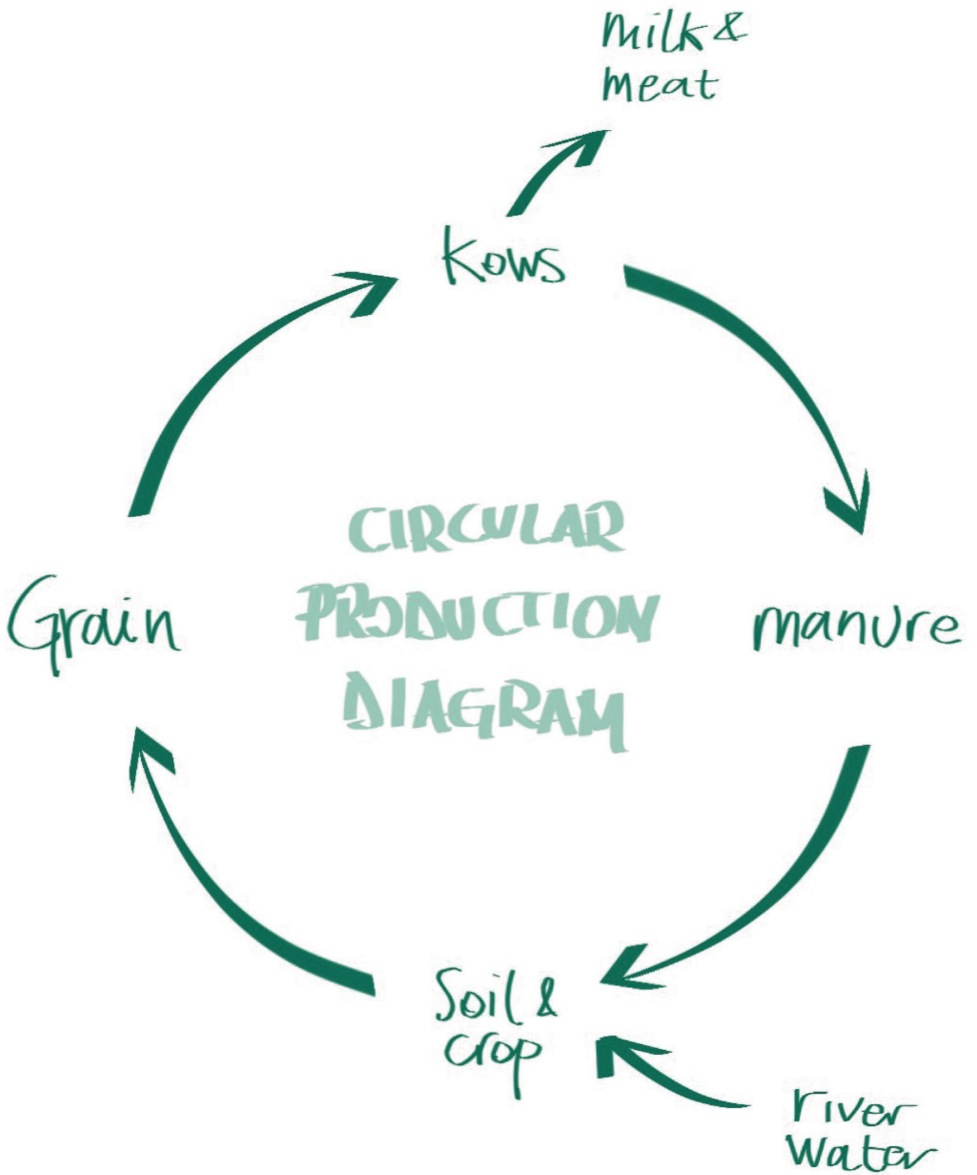 milk &
meat
Kows
CIRCULAR
PRODUCTION
DIAGRAM
Grain
manure
Soil &
crop
river
water